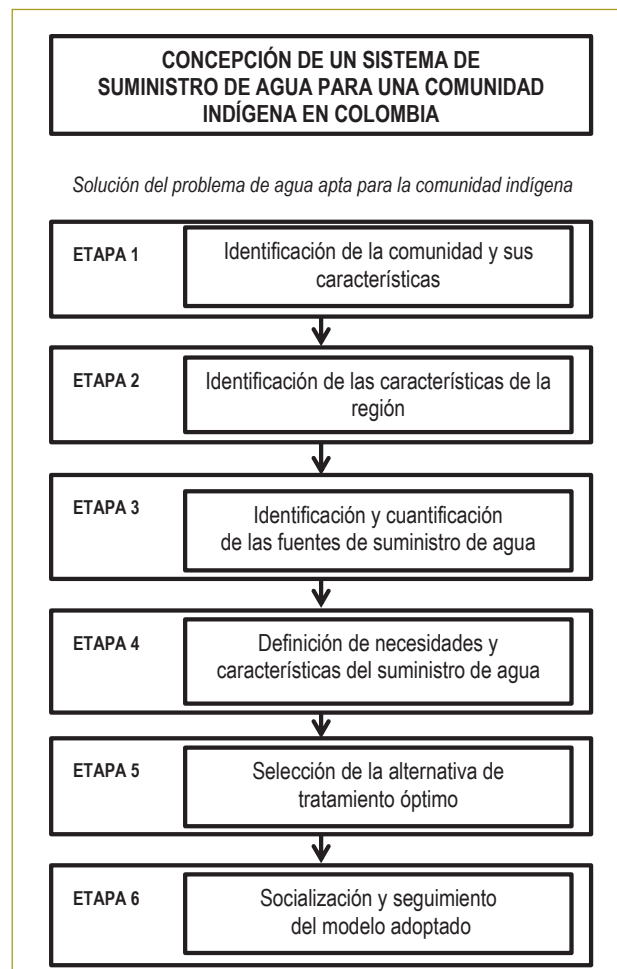 CONCEPCIÓN DE UN SISTEMA DE
SUMINISTRO DE AGUA PARA UNA COMUNIDAD
INDÍGENA EN COLOMBIA
Solución del problema de agua apta para la comunidad indígena
ETAPA 1
Identificación de la comunidad y sus
características
ETAPA 2
Identificación de las características de la
región
ETAPA 3
Identificación y cuantificación
de las fuentes de suministro de agua
ETAPA 4
Definición de necesidades y
características del suministro de agua
ETAPA 5
Selección de la alternativa de
tratamiento óptimo
ETAPA 6
Socialización y seguimiento
del modelo adoptado